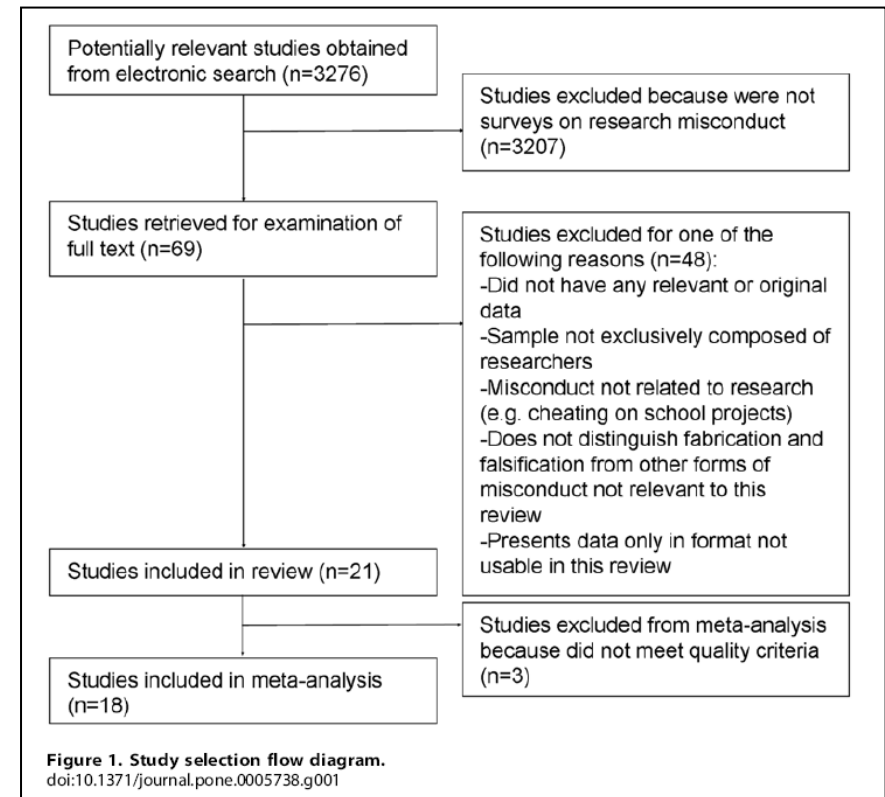 Potentially relevant studies obtained
from electronic search (n=3276)
Studies excluded because were not
surveys on research misconduct
(n=3207)
Studies retrieved for examination of
full text (n=69)
Studies excluded for one of the
following reasons (n=48):
-Did not have any relevant or original
data
-Sample not exclusively composed of
researchers
-Misconduct not related to research
(e.g. cheating on school projects)
-Does not distinguish fabrication and
falsification from other forms of
misconduct not relevant to this
review
-Presents data only in format not
usable in this review
Studies included in review (n=21)
Studies excluded from meta-analysis
because did not meet quality criteria
(n=3)
Studies included in meta-analysis
(n=18)
Figure 1. Study selection flow diagram.
doi:10.1371/journal.pone.0005738.g001